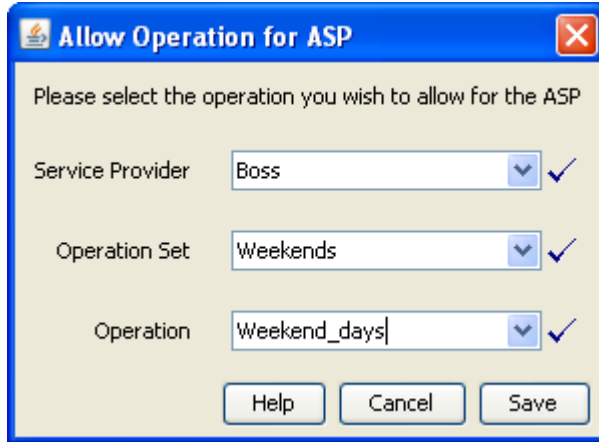 Allow Operation for ASP
Please select the operation you wish to allow for the ASP
Service Provider Boss
Operation Set Weekends
Operation Weekend_days
Help Cancel Save